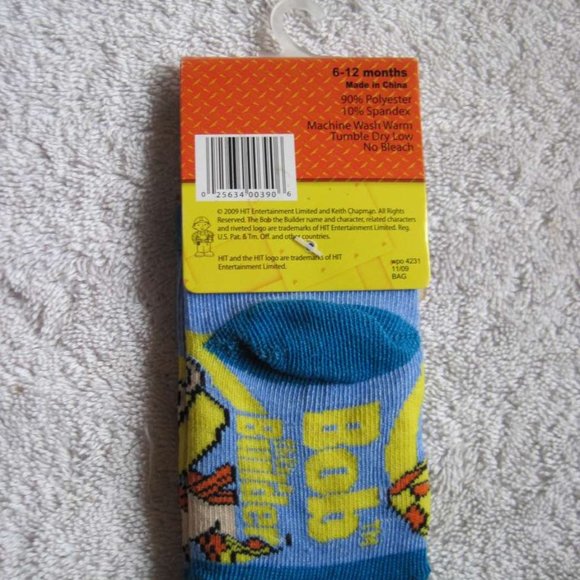 6-12 months
Made in China
90% Polyester
10% Spandex
Machine Wash Warm
Tumble Dry Low
No Bleach
0 25634 00390 6
© 2009 HIT Entertainment Limited and Keith Chapman. All Rights
Reserved. The Bob the Builder name and character, related characters
and riveted logo are trademarks of HIT Entertainment Limited. Reg.
U.S. Pat. & Tm. Off. and other countries.
HIT and the HIT logo are trademarks of HIT
Entertainment Limited.
wpo 4231
11/09
BAG
Bob
the
Builder
TM